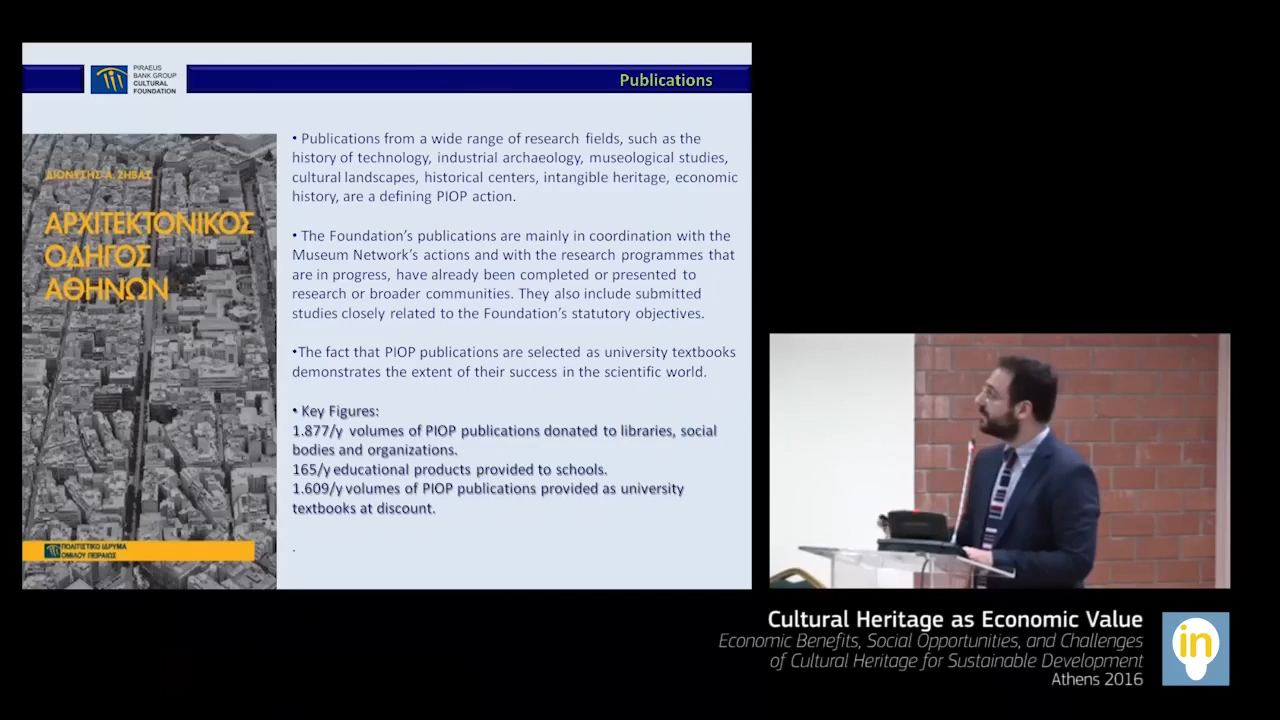 PIRAEUS
BANK GROUP
CULTURAL
FOUNDATION
Publications
ΔΙΟΝΥΣΗΣ Α. ΖΗΒΑΣ
ΑΡΧΙΤΕΚΤΟΝΙΚΟΣ
ΟΔΗΓΟΣ
ΑΘΗΝΩΝ
ΠΟΛΙΤΙΣΤΙΚΟ ΙΔΡΥΜΑ
ΟΜΙΛΟΥ ΠΕΙΡΑΙΩΣ
• Publications from a wide range of research fields, such as the
history of technology, industrial archaeology, museological studies,
cultural landscapes, historical centers, intangible heritage, economic
history, are a defining PIOP action.
• The Foundation's publications are mainly in coordination with the
Museum Network's actions and with the research programmes that
are in progress, have already been completed or presented to
research or broader communities. They also include submitted
studies closely related to the Foundation's statutory objectives.
•The fact that PIOP publications are selected as university textbooks
demonstrates the extent of their success in the scientific world.
• Key Figures:
1.877/y volumes of PIOP publications donated to libraries, social
bodies and organizations.
165/y educational products provided to schools.
1.609/y volumes of PIOP publications provided as university
textbooks at discount.
.
Cultural Heritage as Economic Value
Economic Benefits, Social Opportunities, and Challenges
of Cultural Heritage for Sustainable Development
Athens 2016
in